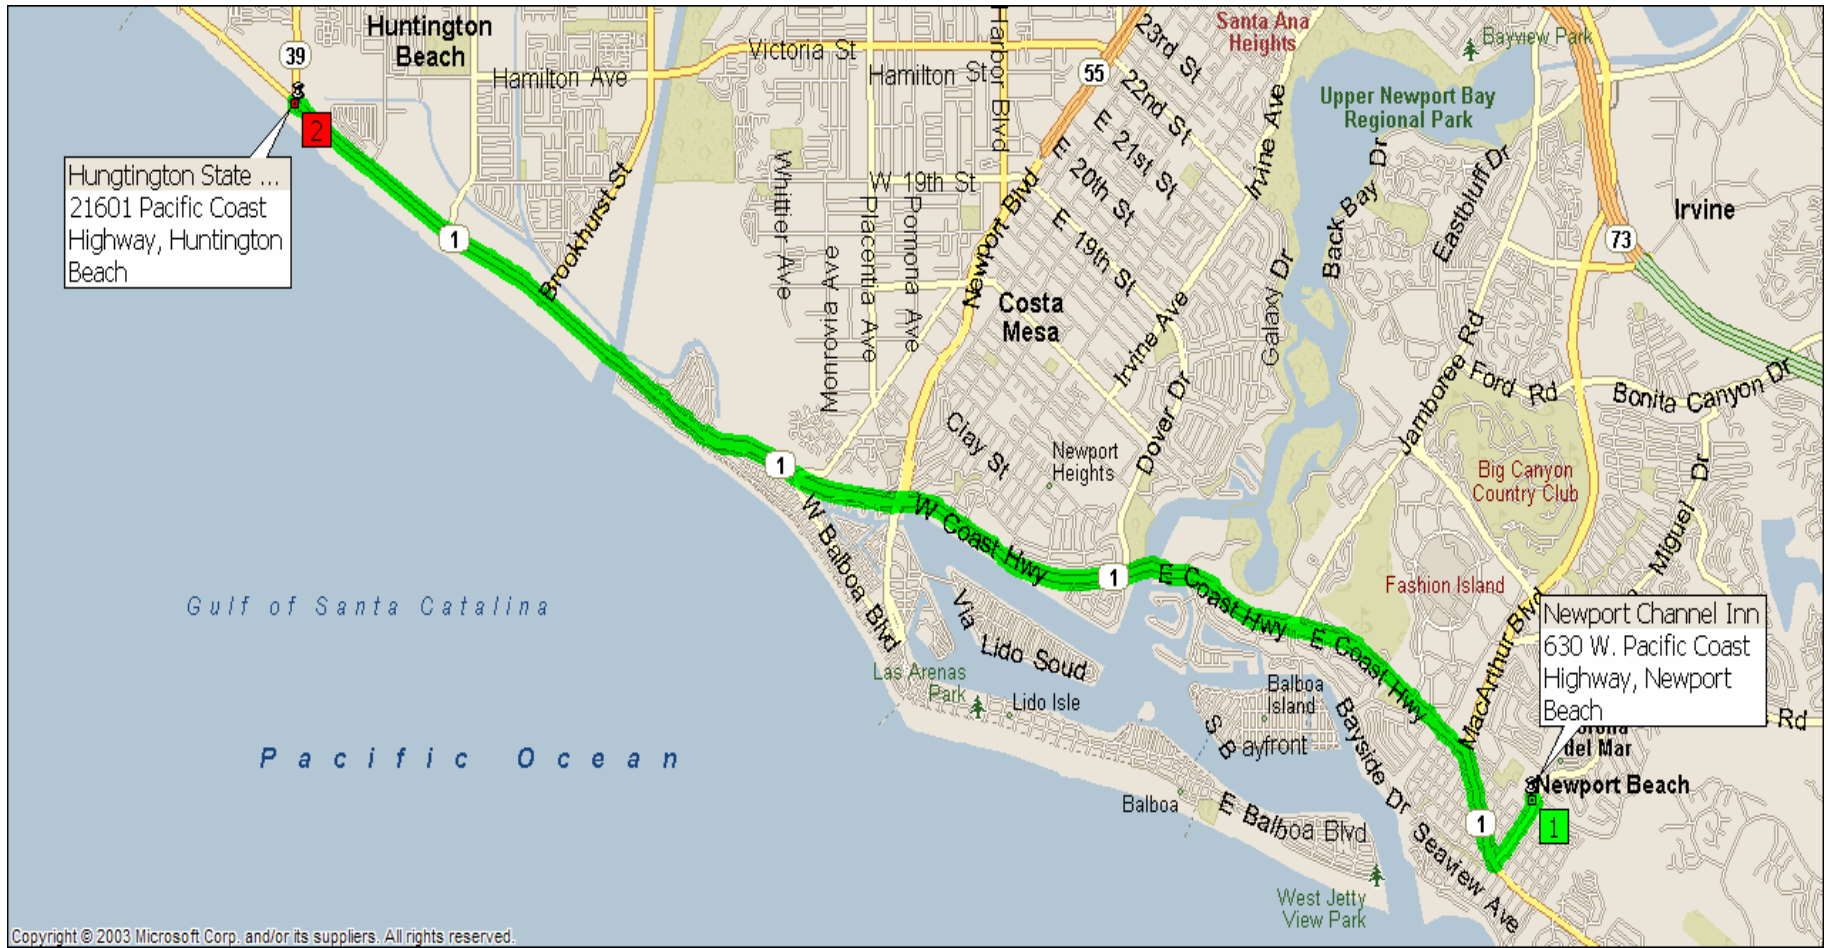 Huntington
Beach
39
Victoria St
Hamilton Ave
Hamilton St
Harbor Blvd
55
23rd St
22nd St
E 21st St
E 20th St
E 19th St
Santa Ana
Heights
Bayview Park
Upper Newport Bay
Regional Park
Irvine Ave
Back Bay Dr
Eastbluff Dr
Irvine
73
2
Hungtington State ...
21601 Pacific Coast
Highway, Huntington
Beach
1
Brookhurst St
Whittier Ave
Monrovia Ave
Placentia Ave
Pomona Ave
W 19th St
Newport Blvd
Costa
Mesa
Irvine Ave
Galaxy Dr
Dover Dr
Jamboree Rd
Ford Rd
Bonita Canyon Dr
Clay St
Newport
Heights
Big Canyon
Country Club
Miguel Dr
1
W Coast Hwy
W Balboa Blvd
1
E Coast Hwy
E Coast Hwy
Fashion Island
MacArthur Blvd
Newport Channel Inn
630 W. Pacific Coast
Highway, Newport
Beach
Rd
del Mar
Newport Beach
1
1
Gulf of Santa Catalina
Pacific Ocean
Via
Lido Soud
Las Arenas
Park
Lido Isle
Balboa
Island
S Bayfront
Bayside Dr
Balboa
E Balboa Blvd
Seaview Ave
West Jetty
View Park
Copyright © 2003 Microsoft Corp. and/or its suppliers. All rights reserved.